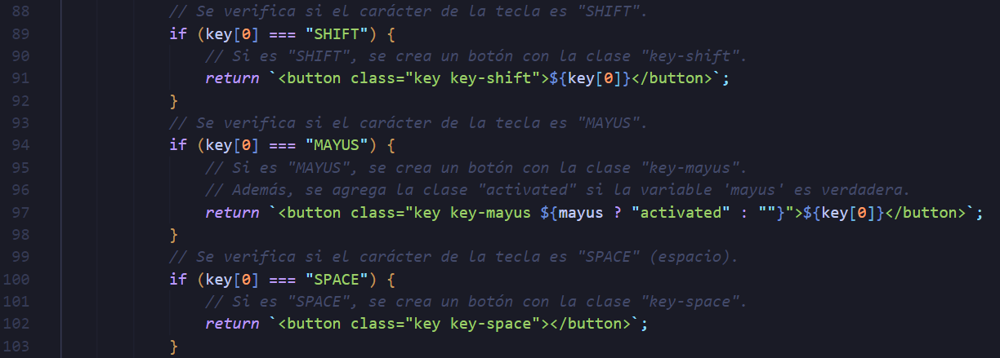 88 // Se verifica si el carácter de la tecla es "SHIFT".
89 if (key[0] === "SHIFT") {
90 // Si es "SHIFT", se crea un botón con la clase "key-shift".
91 return `<button class="key key-shift">${key[0]}</button>`;
92 }
93 // Se verifica si el carácter de la tecla es "MAYUS".
94 if (key[0] === "MAYUS") {
95 // Si es "MAYUS", se crea un botón con la clase "key-mayus".
96 // Además, se agrega la clase "activated" si la variable 'mayus' es verdadera.
97 return `<button class="key key-mayus ${mayus ? "activated" : ""}">${key[0]}</button>`;
98 }
99 // Se verifica si el carácter de la tecla es "SPACE" (espacio).
100 if (key[0] === "SPACE") {
101 // Si es "SPACE", se crea un botón con la clase "key-space".
102 return `<button class="key key-space"></button>`;
103 }